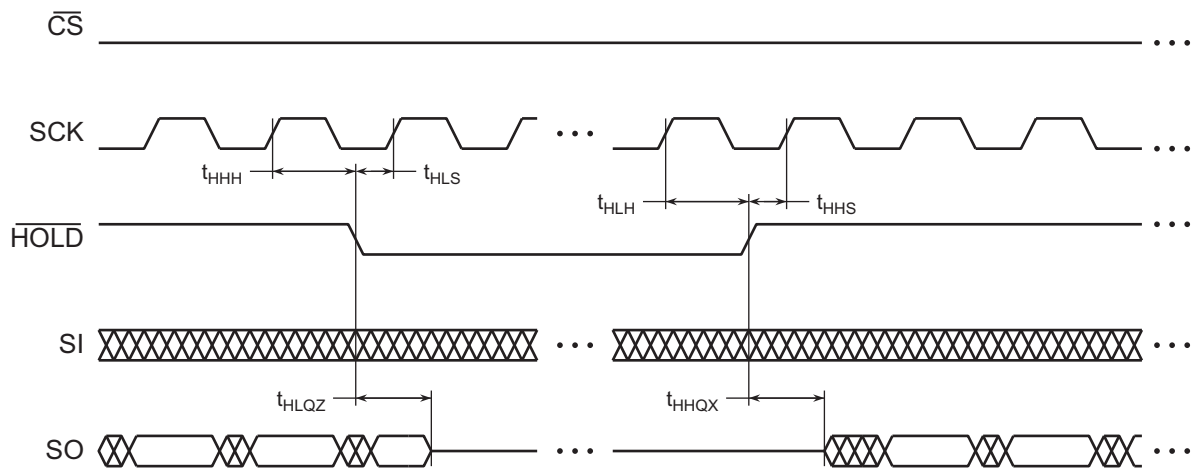 CS
SCK
tHHH
tHLS
tHLH
tHHS
HOLD
SI
tHLQZ
tHHQX
SO